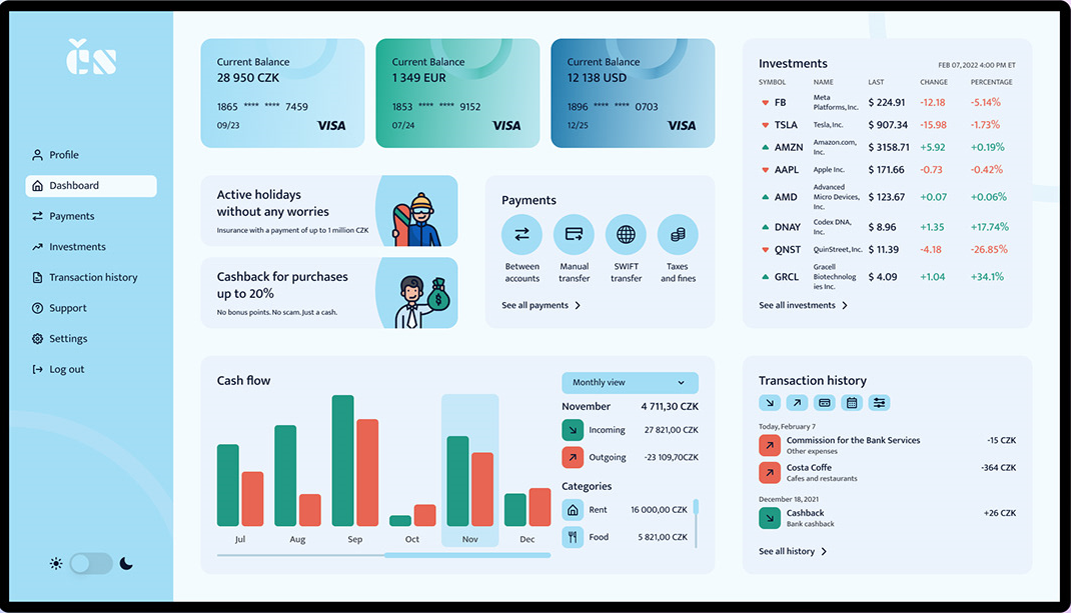 čs
Profile
Dashboard
Payments
Investments
Transaction history
Support
Settings
Log out
Current Balance
28 950 CZK
1865 **** **** 7459
09/23 VISA
Current Balance
1 349 EUR
1853 **** **** 9152
07/24 VISA
Current Balance
12 138 USD
1896 **** **** 0703
12/25 VISA
Active holidays
without any worries
Insurance with a payment of up to 1 million CZK
Cashback for purchases
up to 20%
No bonus points. No scam. Just a cash.
$
Payments
Between
accounts
Manual
transfer
SWIFT
transfer
Taxes
and fines
See all payments
Investments
FEB 07, 2022 4:00 PM ET
SYMBOL NAME LAST CHANGE PERCENTAGE
FB Meta
Platforms, Inc. $ 224.91 -12.18 -5.14%
TSLA Tesla, Inc. $ 907.34 -15.98 -1.73%
AMZN Amazon.com,
Inc. $ 3158.71 +5.92 +0.19%
AAPL Apple Inc. $ 171.66 -0.73 -0.42%
AMD Advanced
Micro Devices,
Inc. $ 123.67 +0.07 +0.06%
DNAY Codex DNA,
Inc. $ 8.96 +1.35 +17.74%
QNST QuinStreet, Inc. $ 11.39 -4.18 -26.85%
GRCL Gracell
Biotechnolog
ies Inc. $ 4.09 +1.04 +34.1%
See all investments
Cash flow
Jul Aug Sep Oct Nov Dec
Monthly view
November 4 711,30 CZK
Incoming 27 821,00 CZK
Outgoing -23 109,70CZK
Categories
Rent 16 000,00 CZK
Food 5 821,00 CZK
Transaction history
Today, February 7
Commission for the Bank Services -15 CZK
Other expenses
Costa Coffe -364 CZK
Cafes and restaurants
December 18, 2021
Cashback +26 CZK
Bank cashback
See all history